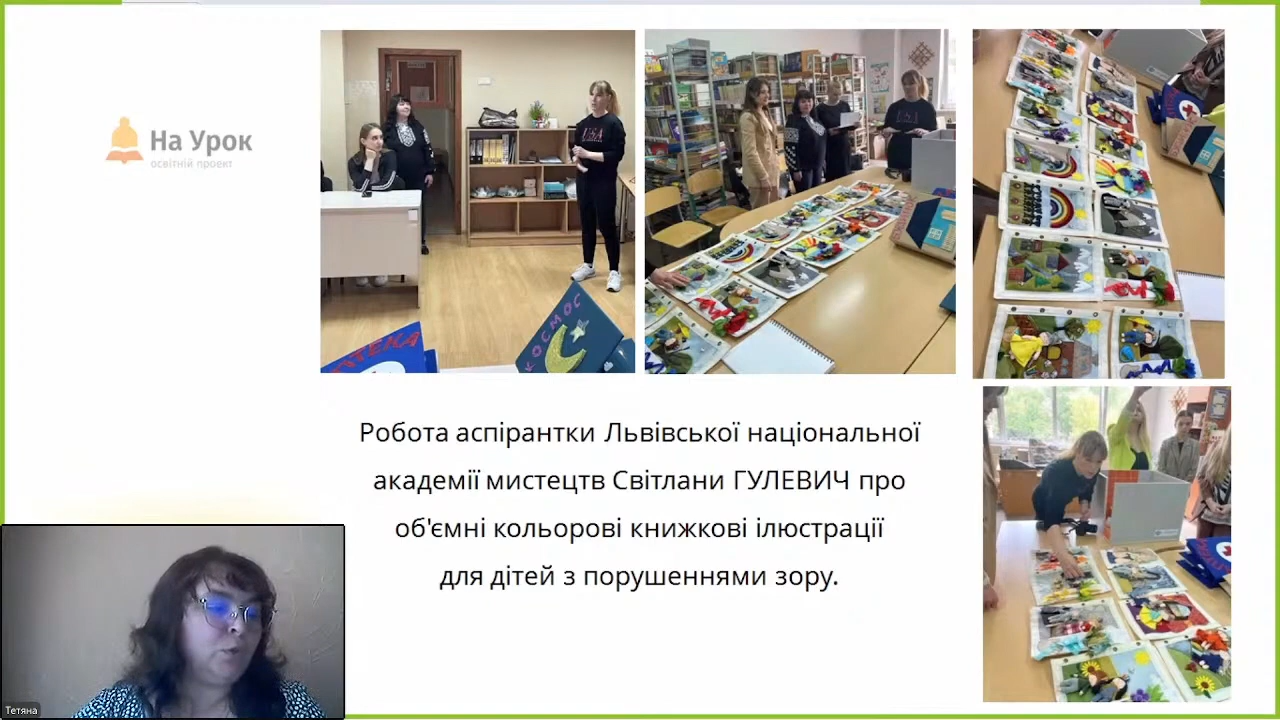 На Урок
освітній проект
КОСМОС
Робота аспірантки Львівської національної
академії мистецтв Світлани ГУЛЕВИЧ про
об'ємні кольорові книжкові ілюстрації
для дітей з порушеннями зору.
Тетяна